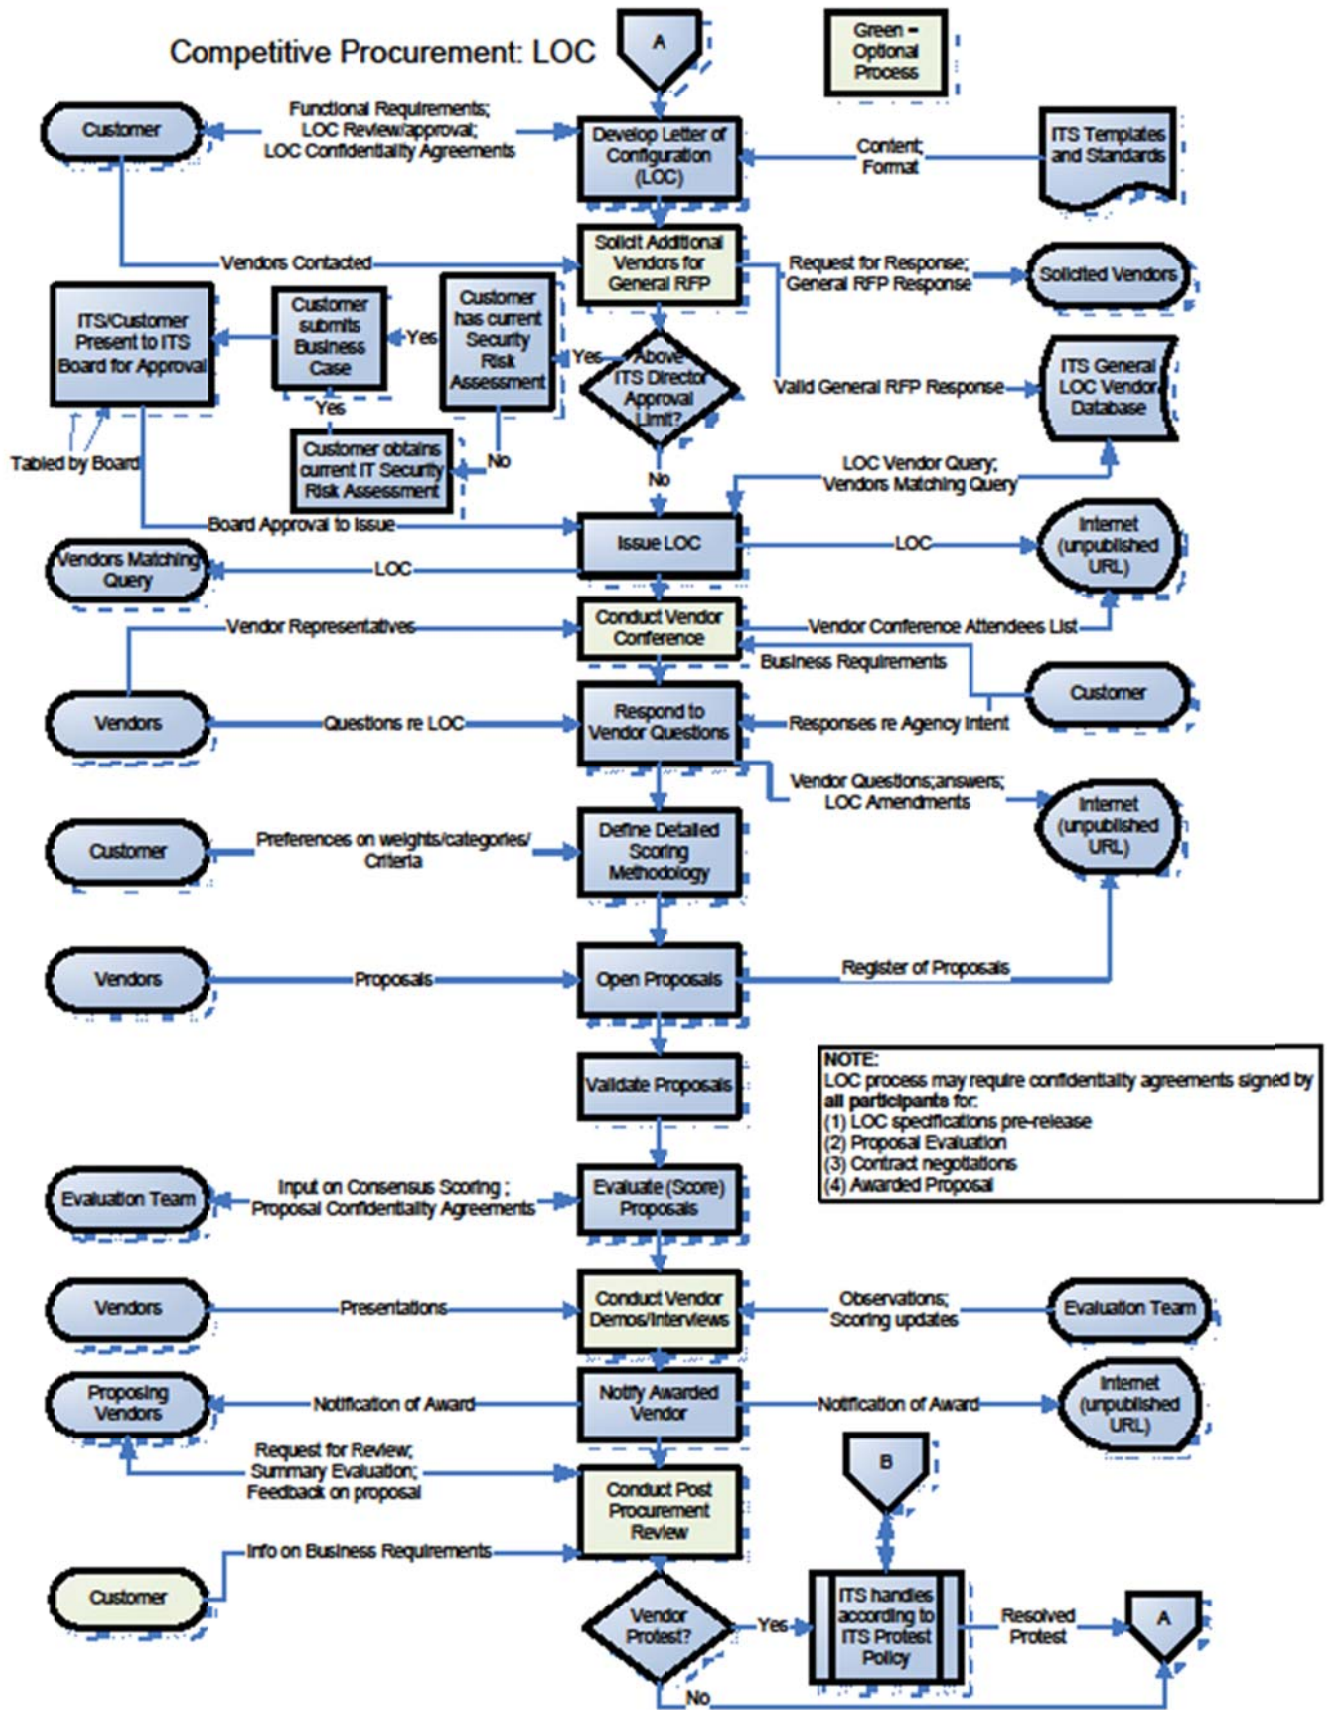 Competitive Procurement: LOC
A
Green =
Optional
Process
Customer
Functional Requirements;
LOC Review/approval;
LOC Confidentiality Agreements
Develop Letter of
Configuration
(LOC)
Content;
Format
ITS Templates
and Standards
Vendors Contacted
Solicit Additional
Vendors for
General RFP
Request for Response;
General RFP Response
Solicited Vendors
ITS/Customer
Present to ITS
Board for Approval
Customer
submits
Business
Case
Yes
Customer
has current
Security
Risk
Assessment
Yes
Above
ITS Director
Approval
Limit?
Valid General RFP Response
ITS General
LOC Vendor
Database
Yes
Tabled by Board
Customer obtains
current IT Security
Risk Assessment
No
No
LOC Vendor Query;
Vendors Matching Query
Board Approval to Issue
Issue LOC
LOC
Internet
(unpublished
URL)
Vendors Matching
Query
LOC
Vendor Representatives
Conduct Vendor
Conference
Vendor Conference Attendees List
Business Requirements
Customer
Vendors
Questions re LOC
Respond to
Vendor Questions
Responses re Agency Intent
Vendor Questions;answers;
LOC Amendments
Internet
(unpublished
URL)
Customer
Preferences on weights/categories/
Criteria
Define Detailed
Scoring
Methodology
Vendors
Proposals
Open Proposals
Register of Proposals
Validate Proposals
NOTE:
LOC process may require confidentiality agreements signed by
all participants for:
(1) LOC specifications pre-release
(2) Proposal Evaluation
(3) Contract negotiations
(4) Awarded Proposal
Evaluation Team
Input on Consensus Scoring ;
Proposal Confidentiality Agreements
Evaluate (Score)
Proposals
Vendors
Presentations
Conduct Vendor
Demos/Interviews
Observations;
Scoring updates
Evaluation Team
Proposing
Vendors
Notification of Award
Notify Awarded
Vendor
Notification of Award
Internet
(unpublished
URL)
Request for Review;
Summary Evaluation;
Feedback on proposal
Conduct Post
Procurement
Review
B
Info on Business Requirements
Customer
Vendor
Protest?
Yes
ITS handles
according to
ITS Protest
Policy
Resolved
Protest
A
No